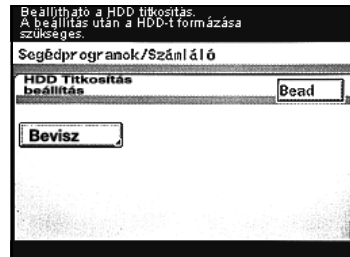 Beállítható a HDD titkosítás.
A beállítás után a HDD-t formázása
szükséges.
Segédprogramok/Számláló
HDD Titkosítás
beállítás
Bead
Bevisz